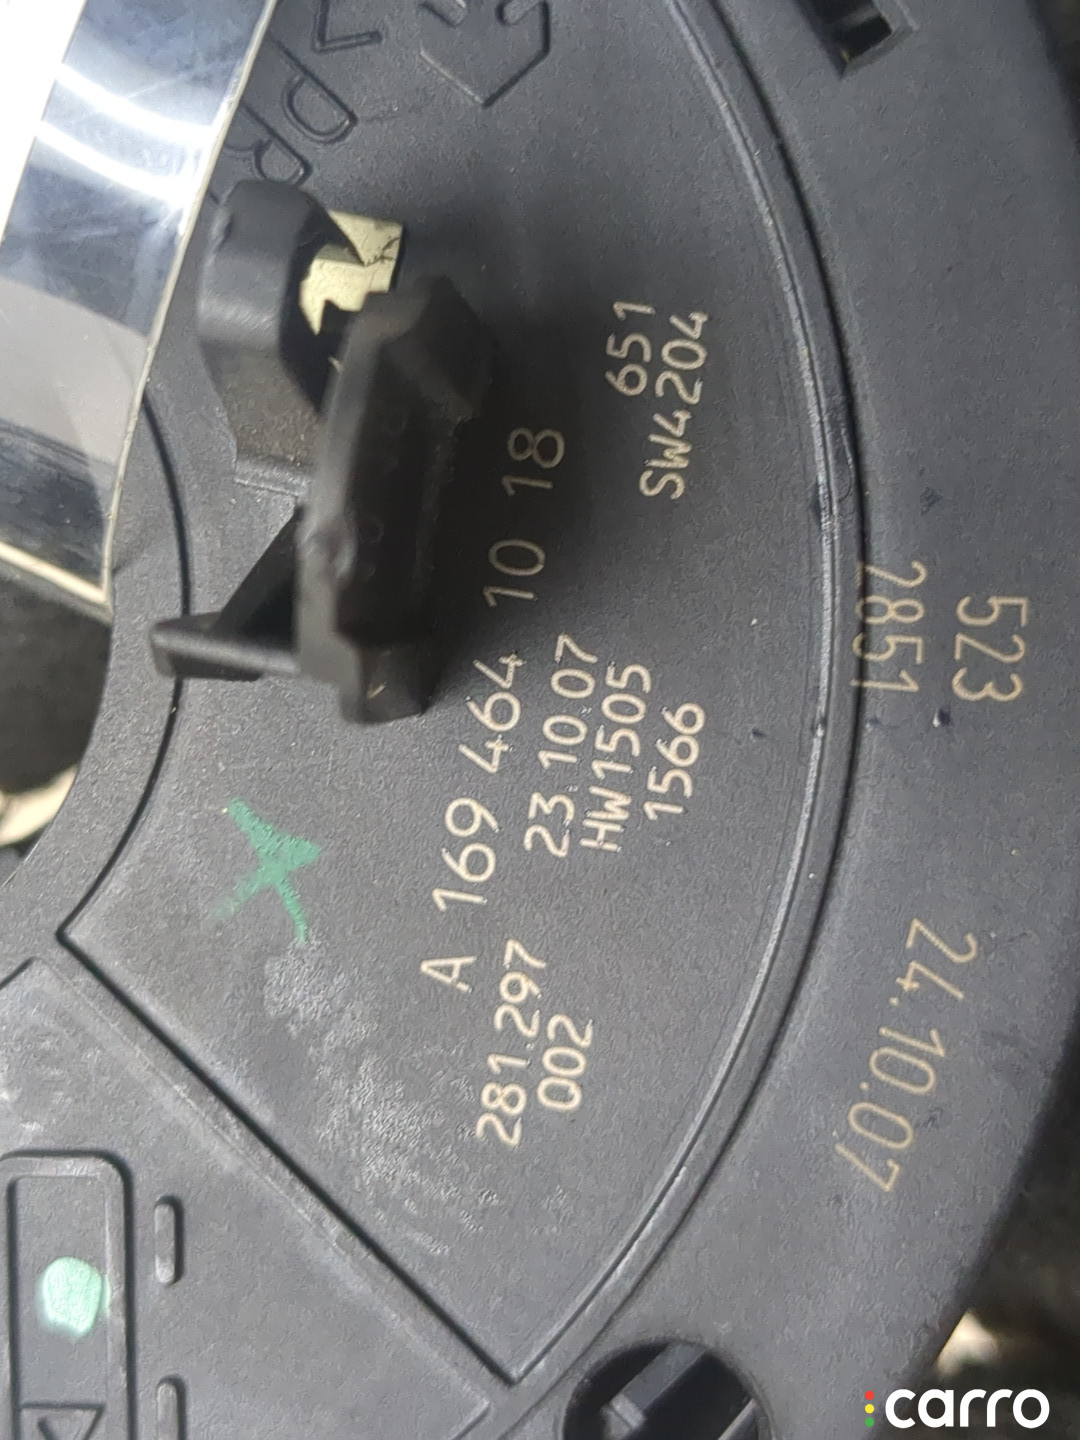 A 169 464 10 18
281.297 23.10.07
002 HW1505 651
1566 SW4204
523
2851
24.10.07
carro